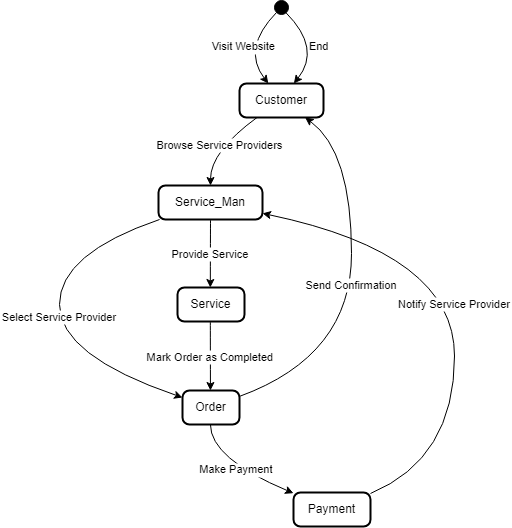 Visit Website
End
Customer
Browse Service Providers
Service_Man
Provide Service
Send Confirmation
Service
Notify Service Provider
Select Service Provider
Mark Order as Completed
Order
Make Payment
Payment